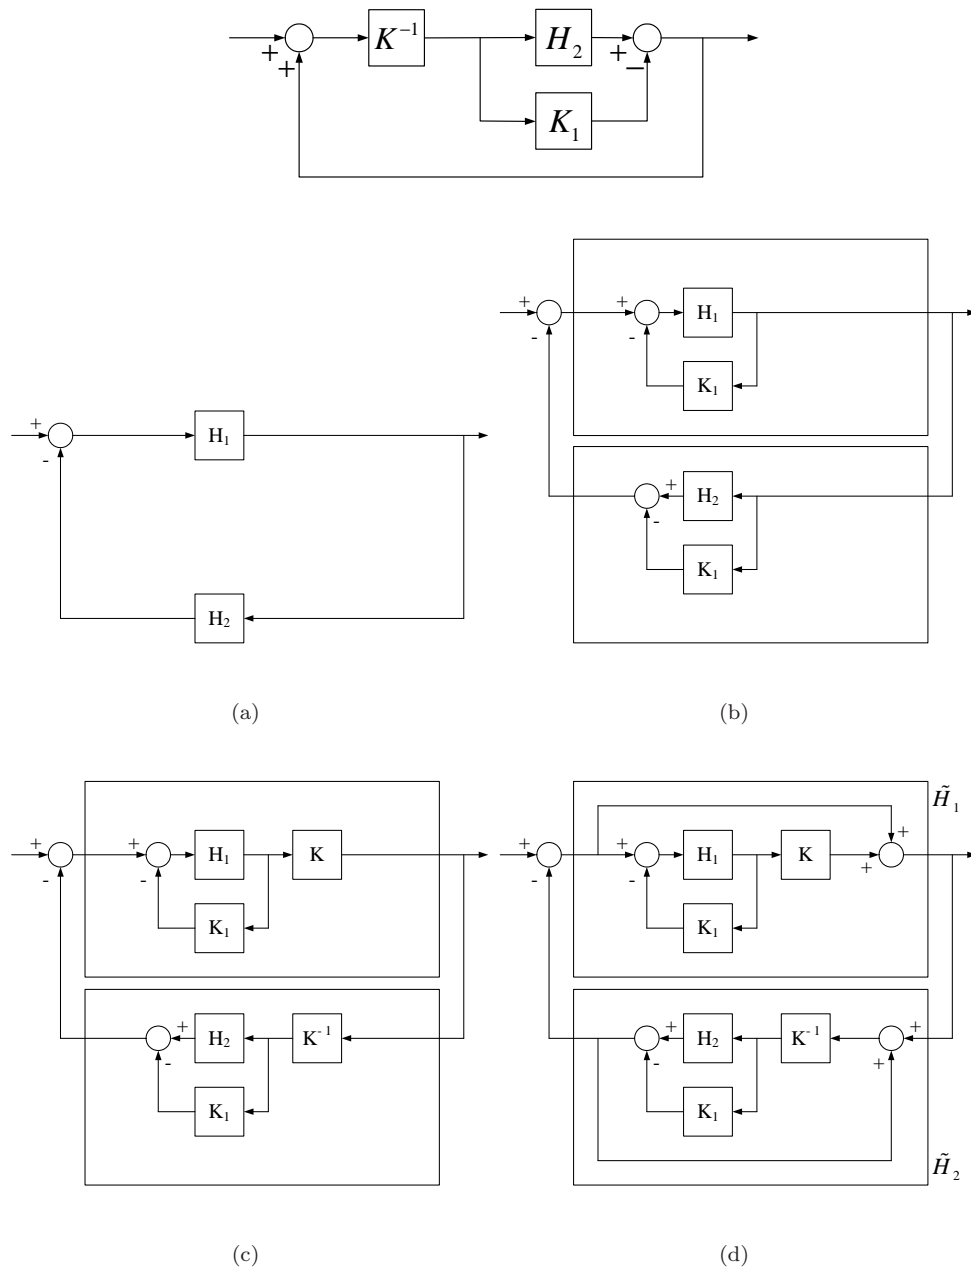 K⁻¹
H₂
+
+
+
−
K₁
+
-
H₁
H₂
(a)
+
-
+
-
H₁
K₁
+
-
H₂
K₁
(b)
+
-
+
-
H₁
K
K₁
+
-
H₂
K⁻¹
K₁
(c)
H̃₁
+
-
+
-
H₁
K
+
+
K₁
+
-
H₂
K⁻¹
+
+
K₁
H̃₂
(d)